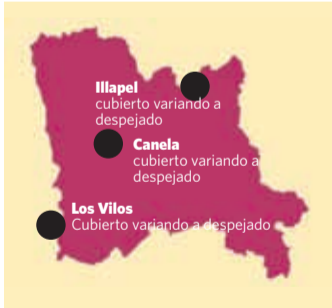 Illapel
cubierto variando a
despejado
Canela
cubierto variando a
despejado
Los Vilos
Cubierto variando a despejado